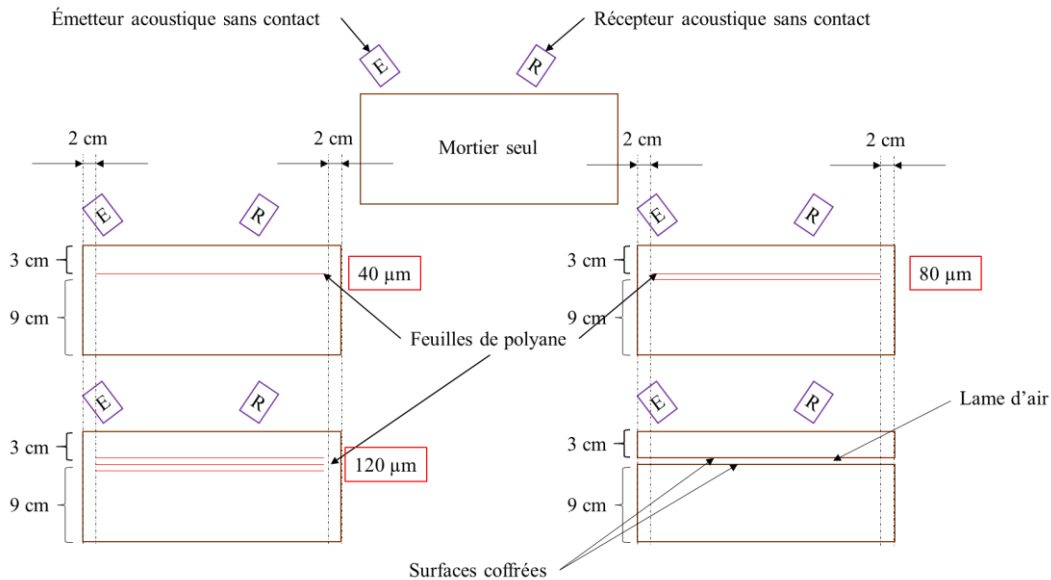 Émetteur acoustique sans contact
Récepteur acoustique sans contact
E
R
2 cm
2 cm
Mortier seul
2 cm
2 cm
E
R
E
R
3 cm
40 µm
3 cm
80 µm
9 cm
Feuilles de polyane
9 cm
E
R
E
R
Lame d’air
3 cm
120 µm
3 cm
9 cm
9 cm
Surfaces coffrées